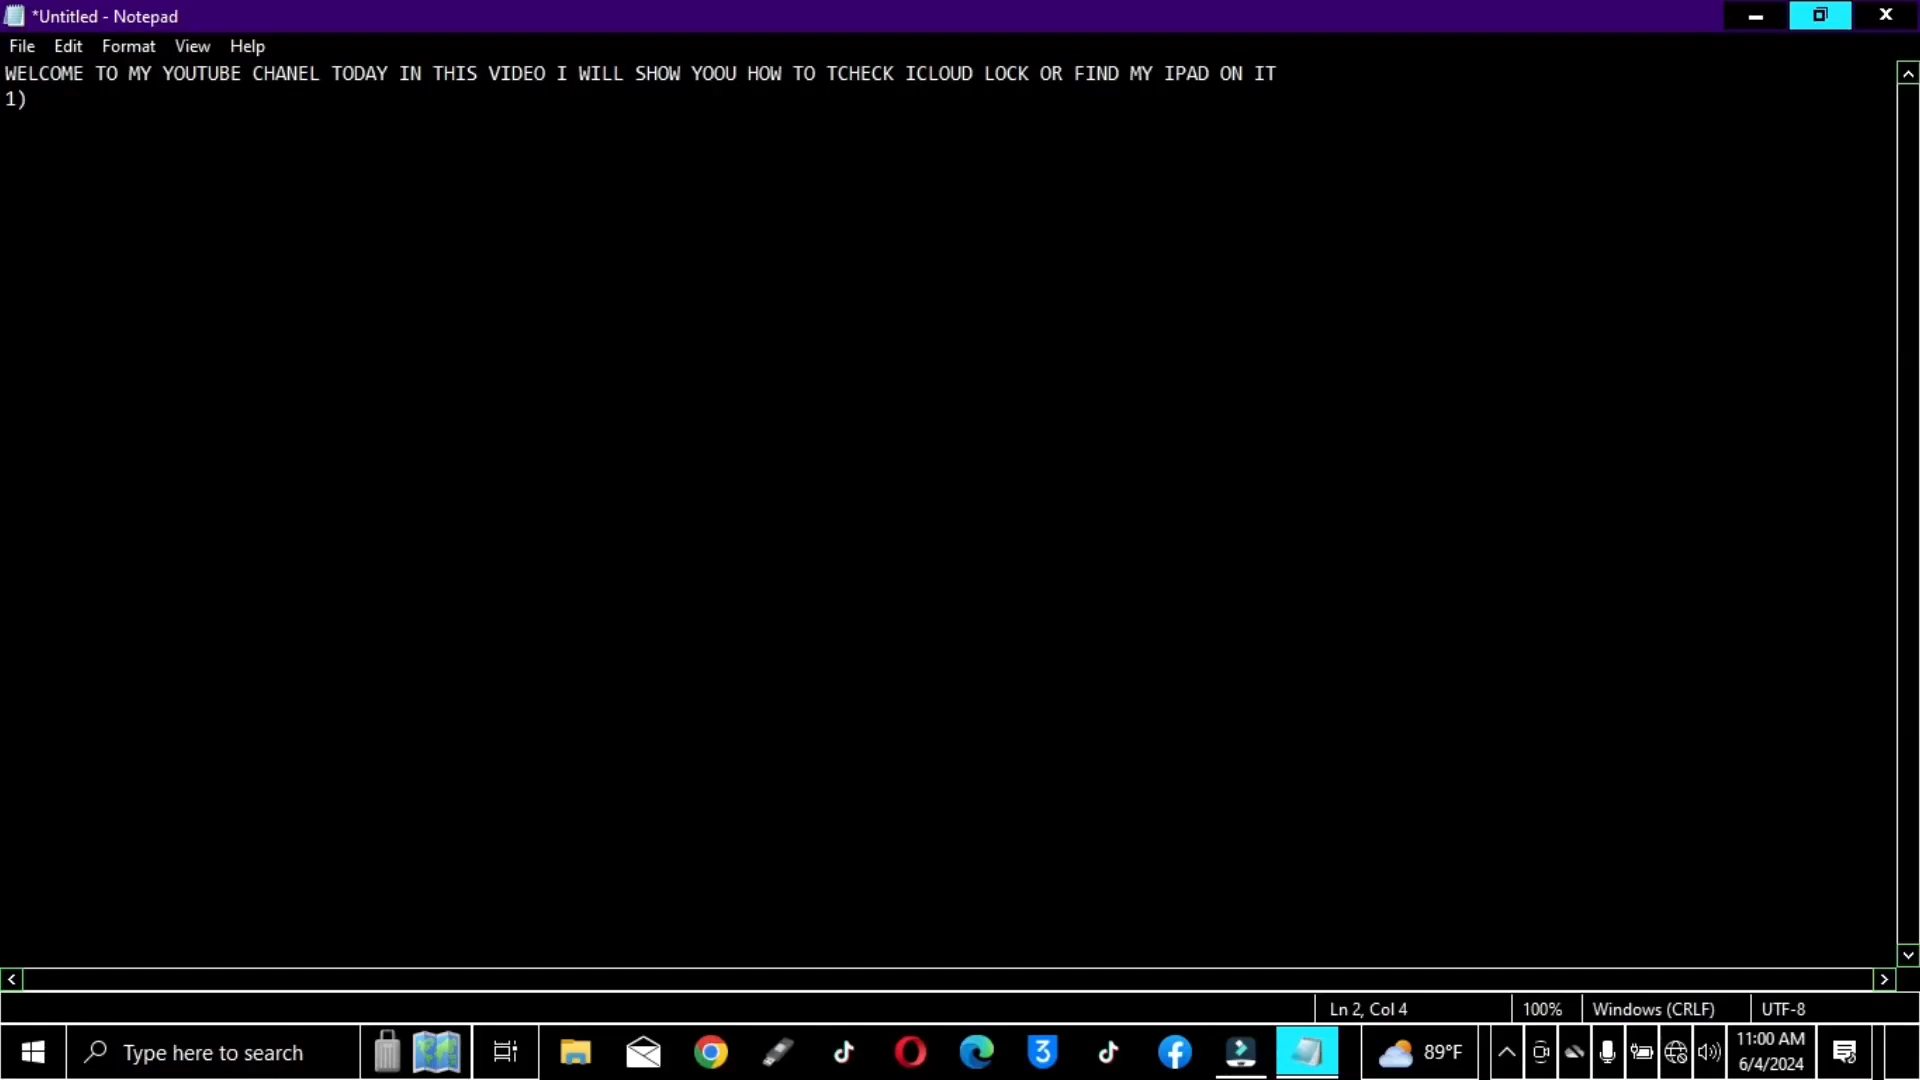 *Untitled - Notepad
File Edit Format View Help
WELCOME TO MY YOUTUBE CHANEL TODAY IN THIS VIDEO I WILL SHOW YOOU HOW TO TCHECK ICLOUD LOCK OR FIND MY IPAD ON IT
1)
Ln 2, Col 4 100% Windows (CRLF) UTF-8
Type here to search 3 89°F 11:00 AM
6/4/2024